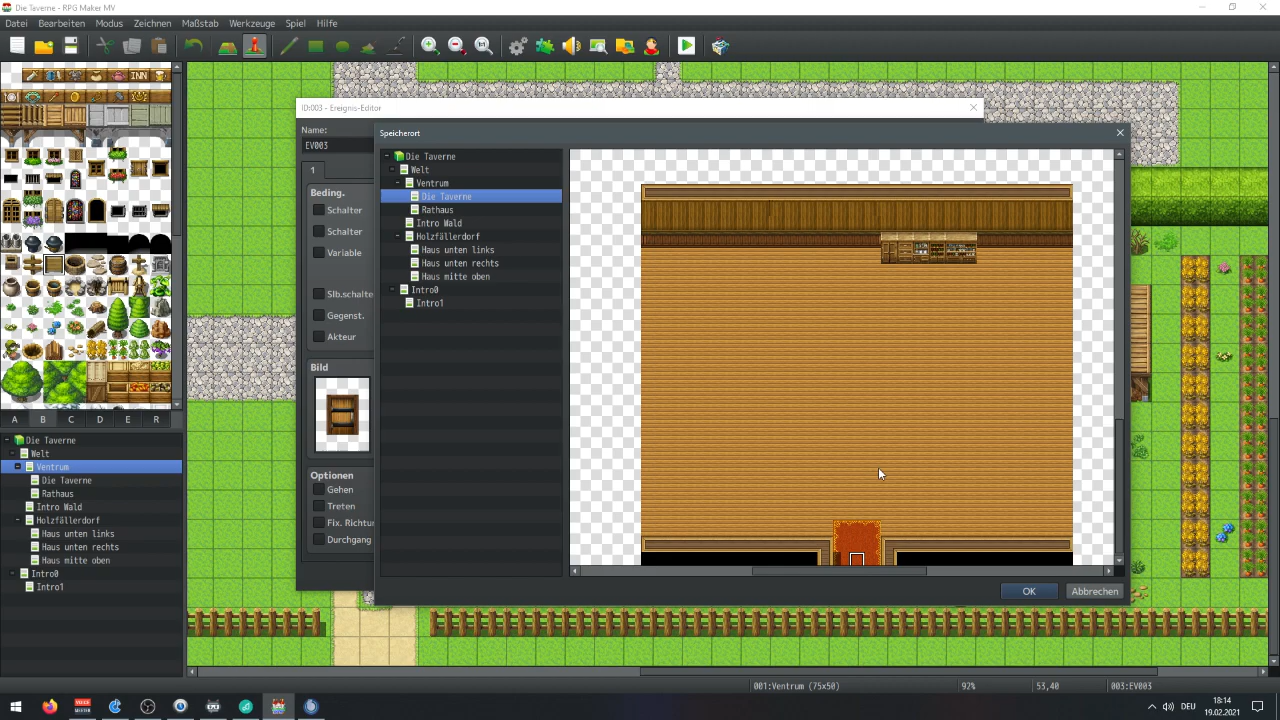 Die Taverne - RPG Maker MV
Datei Bearbeiten Modus Zeichnen Maßstab Werkzeuge Spiel Hilfe
INN
ID:003 - Ereignis-Editor
Name:
EV003
1
Beding.
Schalter
Schalter
Variable
Slb.schalte
Gegenst.
Akteur
Bild
Optionen
Gehen
Treten
Fix. Richtu
Durchgang
Speicherort
Die Taverne
Welt
Ventrum
Die Taverne
Rathaus
Intro Wald
Holzfällerdorf
Haus unten links
Haus unten rechts
Haus mitte oben
Intro0
Intro1
OK Abbrechen
A B C D E R
Die Taverne
Welt
Ventrum
Die Taverne
Rathaus
Intro Wald
Holzfällerdorf
Haus unten links
Haus unten rechts
Haus mitte oben
Intro0
Intro1
001:Ventrum (75x50) 92% 53,40 003:EV003
VOICE
MEETER
DEU
18:14
19.02.2021